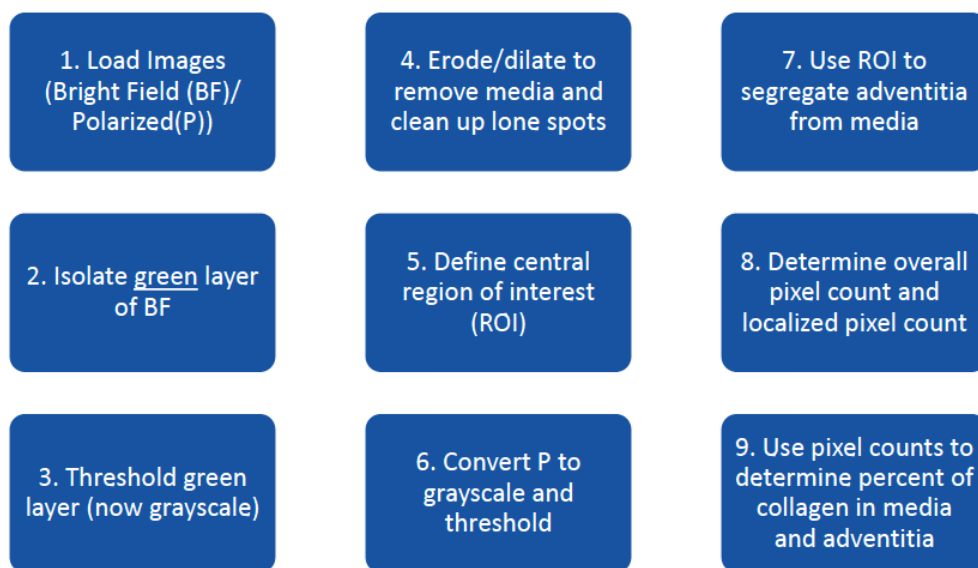 1. Load Images
(Bright Field (BF)/
Polarized(P))
2. Isolate green layer
of BF
3. Threshold green
layer (now grayscale)
4. Erode/dilate to
remove media and
clean up lone spots
5. Define central
region of interest
(ROI)
6. Convert P to
grayscale and
threshold
7. Use ROI to
segregate adventitia
from media
8. Determine overall
pixel count and
localized pixel count
9. Use pixel counts to
determine percent of
collagen in media
and adventitia